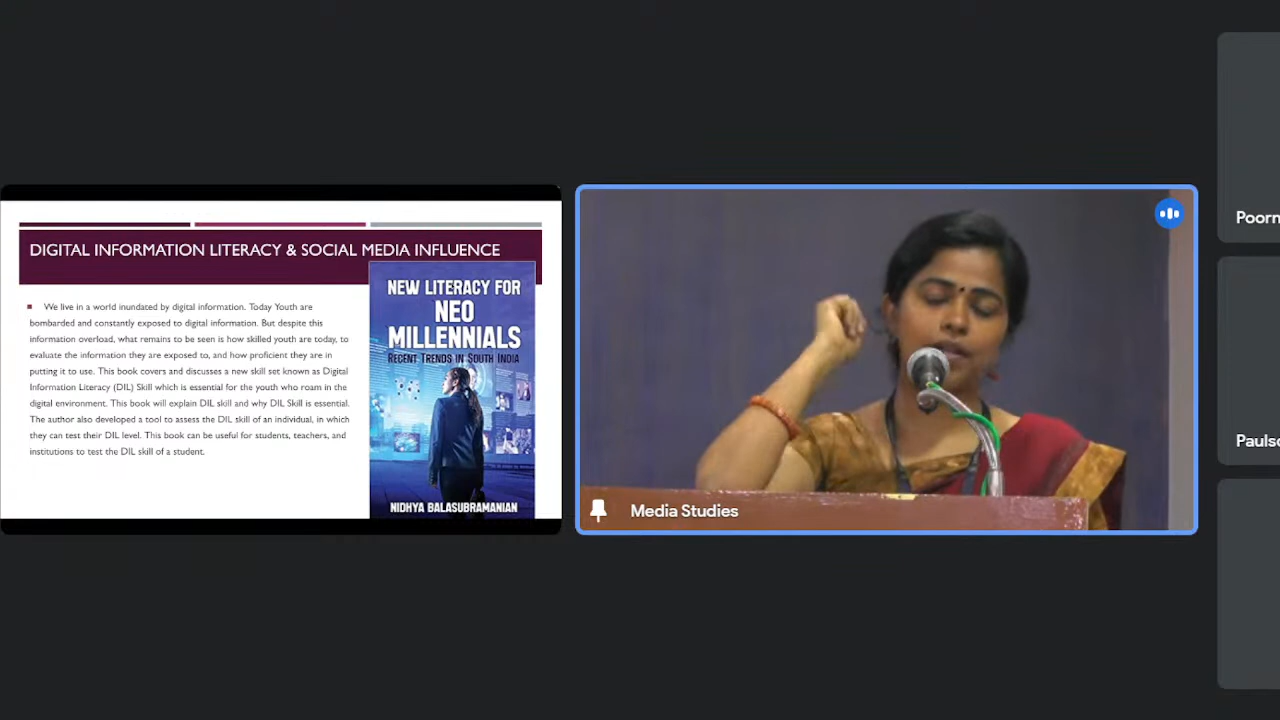 DIGITAL INFORMATION LITERACY & SOCIAL MEDIA INFLUENCE
We live in a world inundated by digital information. Today Youth are
bombarded and constantly exposed to digital information. But despite this
information overload, what remains to be seen is how skilled youth are today, to
evaluate the information they are exposed to, and how proficient they are in
putting it to use. This book covers and discusses a new skill set known as Digital
Information Literacy (DIL) Skill which is essential for the youth who roam in the
digital environment. This book will explain DIL skill and why DIL Skill is essential.
The author also developed a tool to assess the DIL skill of an individual, in which
they can test their DIL level. This book can be useful for students, teachers, and
institutions to test the DIL skill of a student.
NEW LITERACY FOR
NEO
MILLENNIALS
RECENT TRENDS IN SOUTH INDIA
NIDHYA BALASUBRAMANIAN
Media Studies
Poorn
Paulso